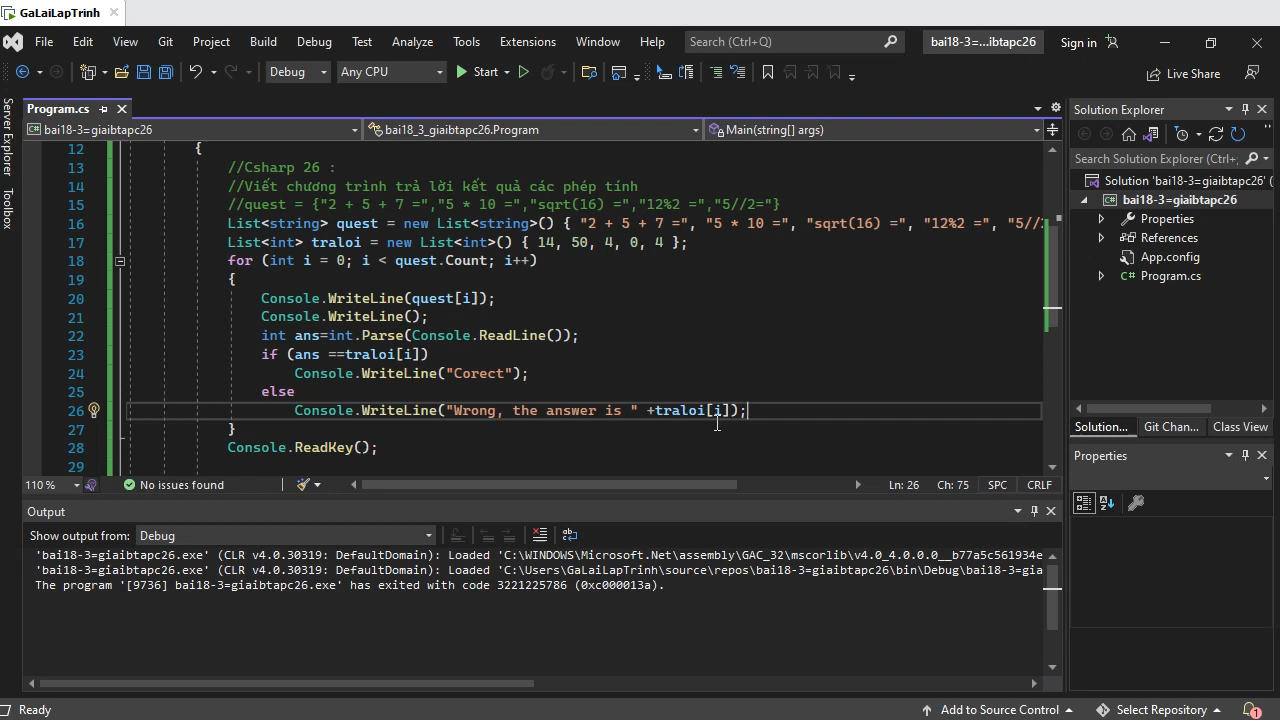 GaLaiLapTrinh
File Edit View Git Project Build Debug Test Analyze Tools Extensions Window Help Search (Ctrl+Q) bai18-3=...ibtapc26 Sign in
Debug Any CPU Start Live Share
Server Explorer
Toolbox
Program.cs
bai18-3=giaibtapc26 bai18_3_giaibtapc26.Program Main(string[] args)
12 {
13 //Csharp 26 :
14 //Viết chương trình trả lời kết quả các phép tính
15 //quest = {"2 + 5 + 7 =","5 * 10 =","sqrt(16) =","12%2 =","5//2="}
16 List<string> quest = new List<string>() { "2 + 5 + 7 =", "5 * 10 =", "sqrt(16) =", "12%2 =", "5//
17 List<int> traloi = new List<int>() { 14, 50, 4, 0, 4 };
18 for (int i = 0; i < quest.Count; i++)
19 {
20 Console.WriteLine(quest[i]);
21 Console.WriteLine();
22 int ans=int.Parse(Console.ReadLine());
23 if (ans ==traloi[i])
24 Console.WriteLine("Corect");
25 else
26 Console.WriteLine("Wrong, the answer is " +traloi[i]);
27 }
28 Console.ReadKey();
29
110 % No issues found Ln: 26 Ch: 75 SPC CRLF
Output
Show output from: Debug
'bai18-3=giaibtapc26.exe' (CLR v4.0.30319: DefaultDomain): Loaded 'C:\WINDOWS\Microsoft.Net\assembly\GAC_32\mscorlib\v4.0_4.0.0.0__b77a5c561934e
'bai18-3=giaibtapc26.exe' (CLR v4.0.30319: DefaultDomain): Loaded 'C:\Users\GaLaiLapTrinh\source\repos\bai18-3=giaibtapc26\bin\Debug\bai18-3=gia
The program '[9736] bai18-3=giaibtapc26.exe' has exited with code 3221225786 (0xc000013a).
Solution Explorer
Search Solution Explorer (Ctrl+;
Solution 'bai18-3=giaibtapc26' (
bai18-3=giaibtapc26
Properties
References
App.config
C# Program.cs
Solution... Git Chan... Class View
Properties
Ready Add to Source Control Select Repository 1